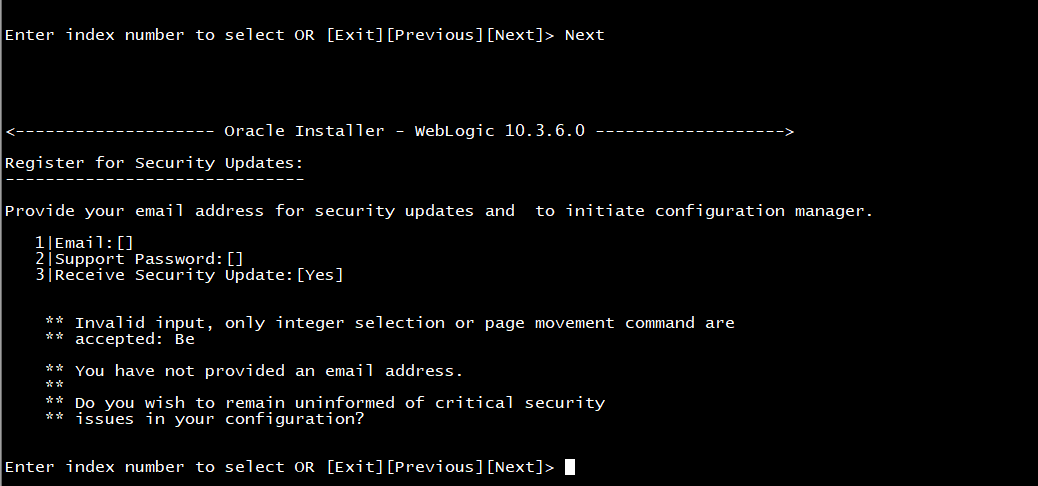 Enter index number to select OR [Exit][Previous][Next]> Next
<-------------------- Oracle Installer - WebLogic 10.3.6.0 ------------------->
Register for Security Updates:
------------------------------
Provide your email address for security updates and  to initiate configuration manager.
1|Email:[]
2|Support Password:[]
3|Receive Security Update:[Yes]
** Invalid input, only integer selection or page movement command are
** accepted: Be
** You have not provided an email address.
**
** Do you wish to remain uninformed of critical security
** issues in your configuration?
Enter index number to select OR [Exit][Previous][Next]>